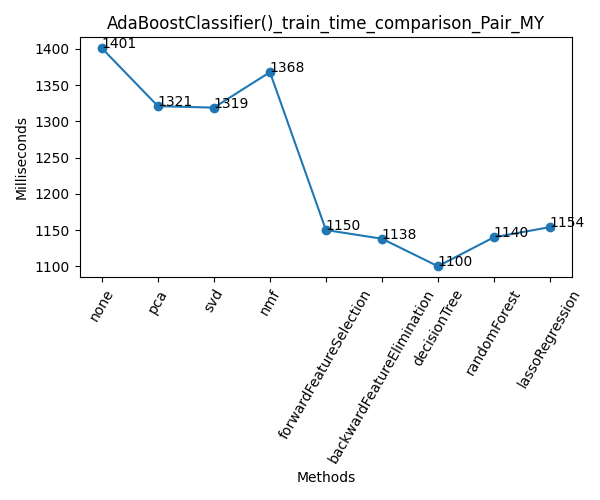 AdaBoostClassifier()_train_time_comparison_Pair_MY
1400
1350
1300
1250
1200
1150
1100
Milliseconds
1401
1321
1319
1368
1150
1138
1100
1140
1154
none
pca
svd
nmf
forwardFeatureSelection
backwardFeatureElimination
decisionTree
randomForest
lassoRegression
Methods